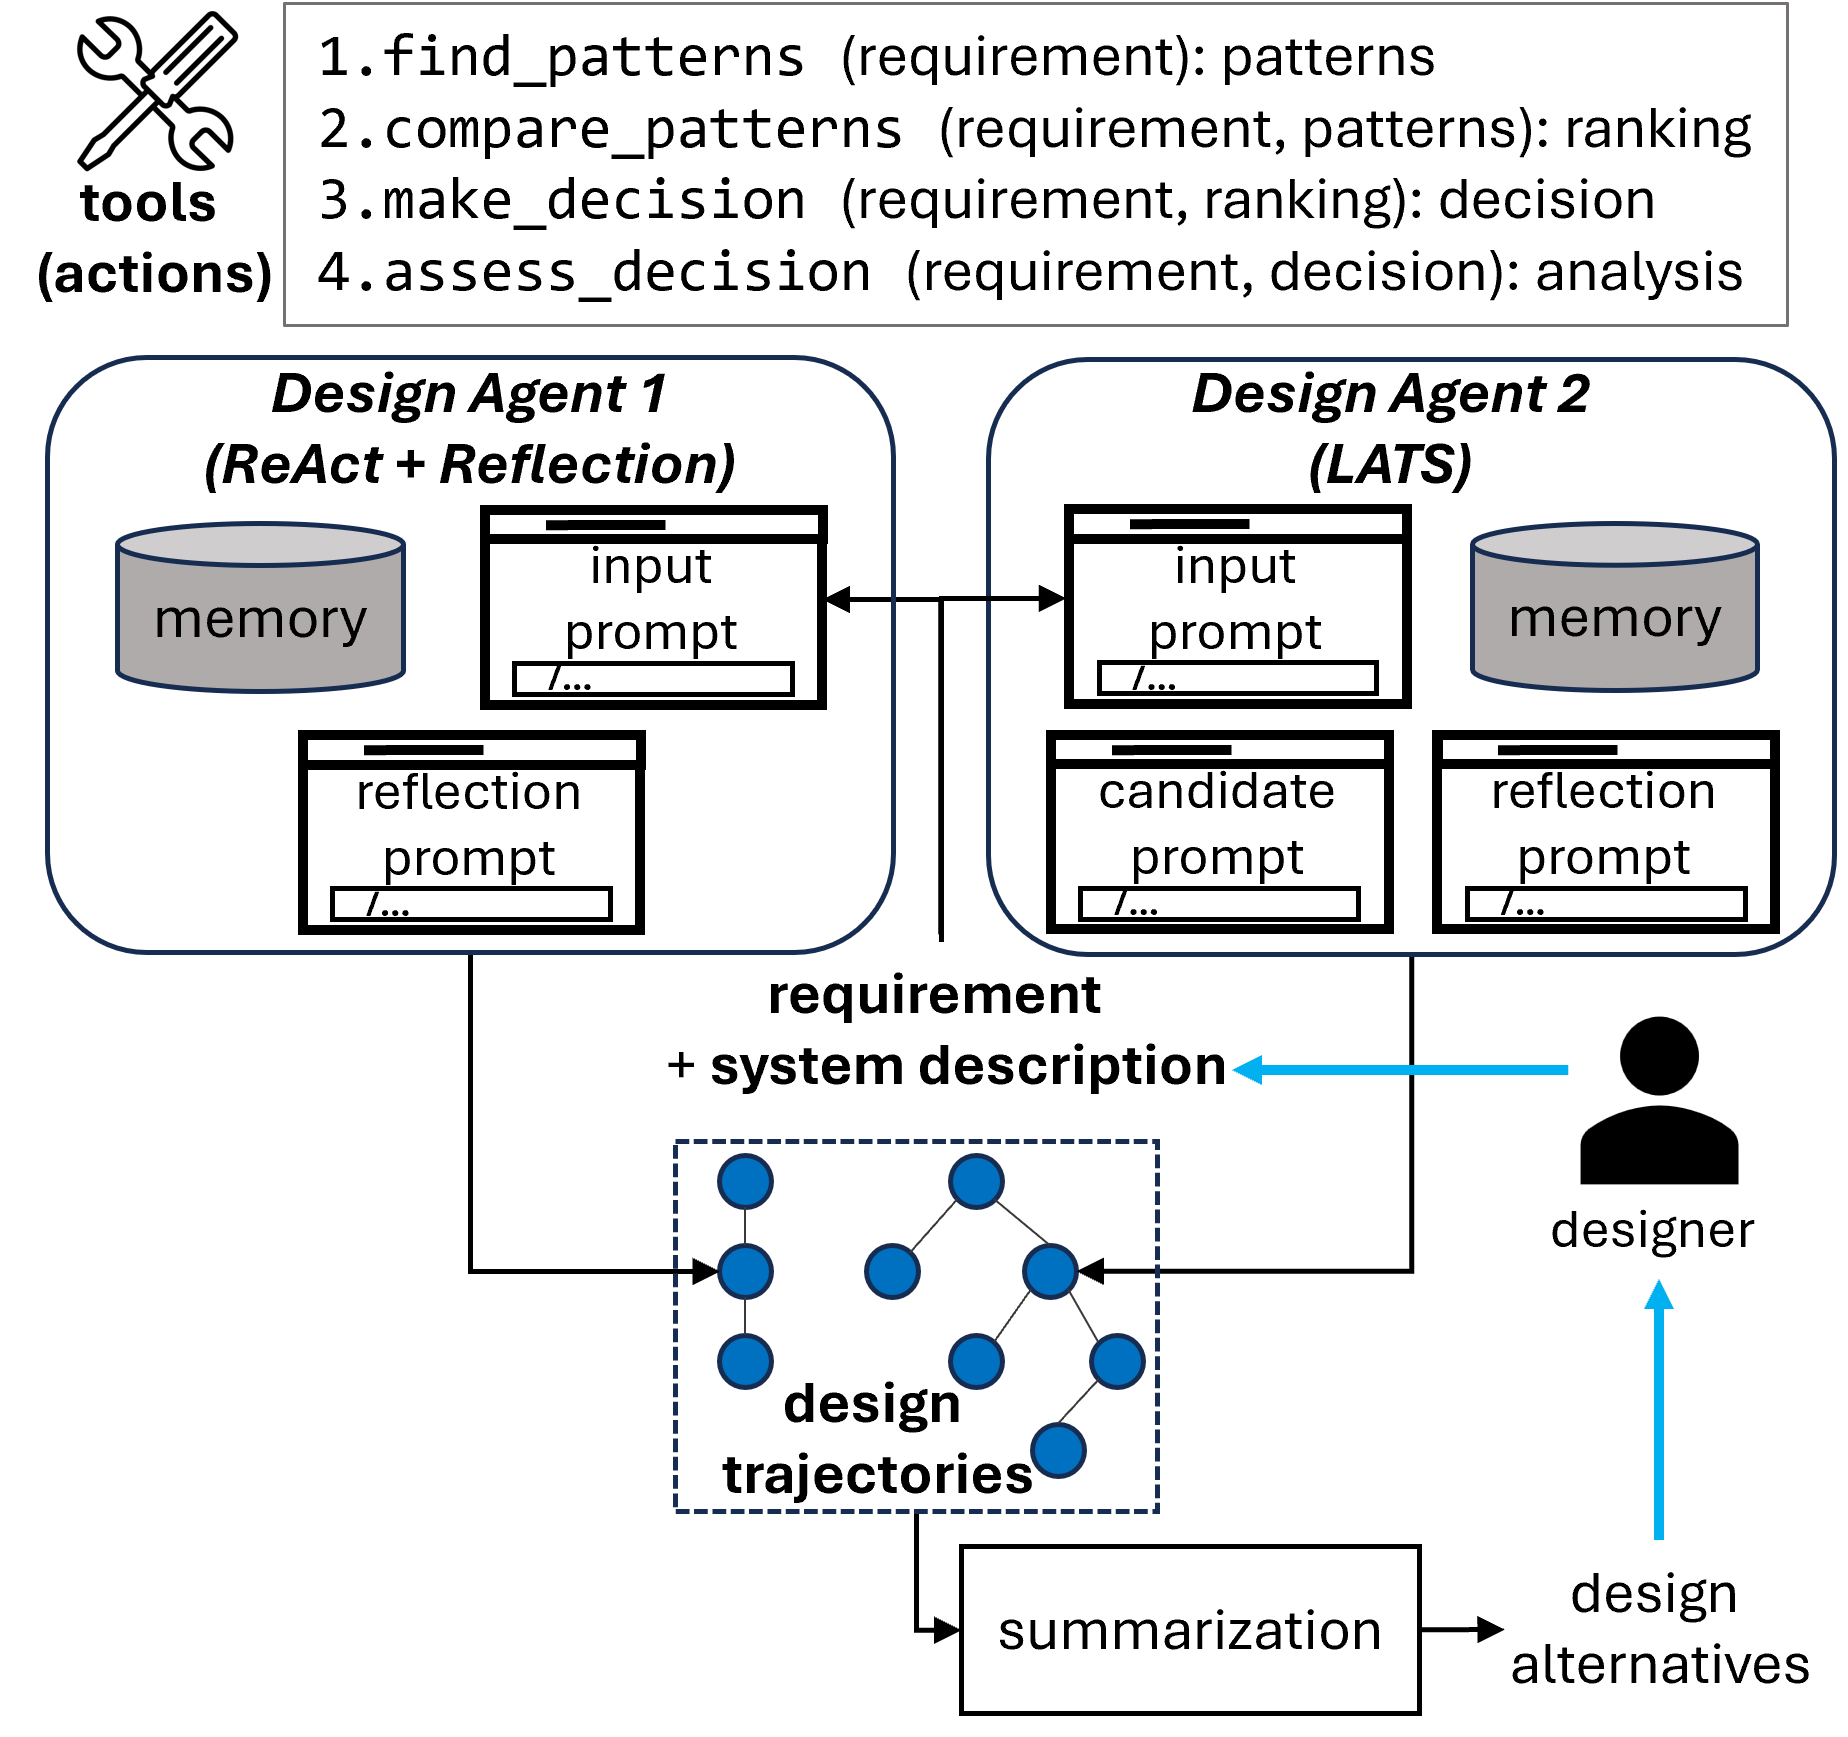 tools
(actions)
1.find_patterns (requirement): patterns
2.compare_patterns (requirement, patterns): ranking
3.make_decision (requirement, ranking): decision
4.assess_decision (requirement, decision): analysis
Design Agent 1
(ReAct + Reflection)
memory
input
prompt
/...
reflection
prompt
/...
Design Agent 2
(LATS)
input
prompt
/...
memory
candidate
prompt
/...
reflection
prompt
/...
requirement
+ system description
designer
design
trajectories
summarization
design
alternatives